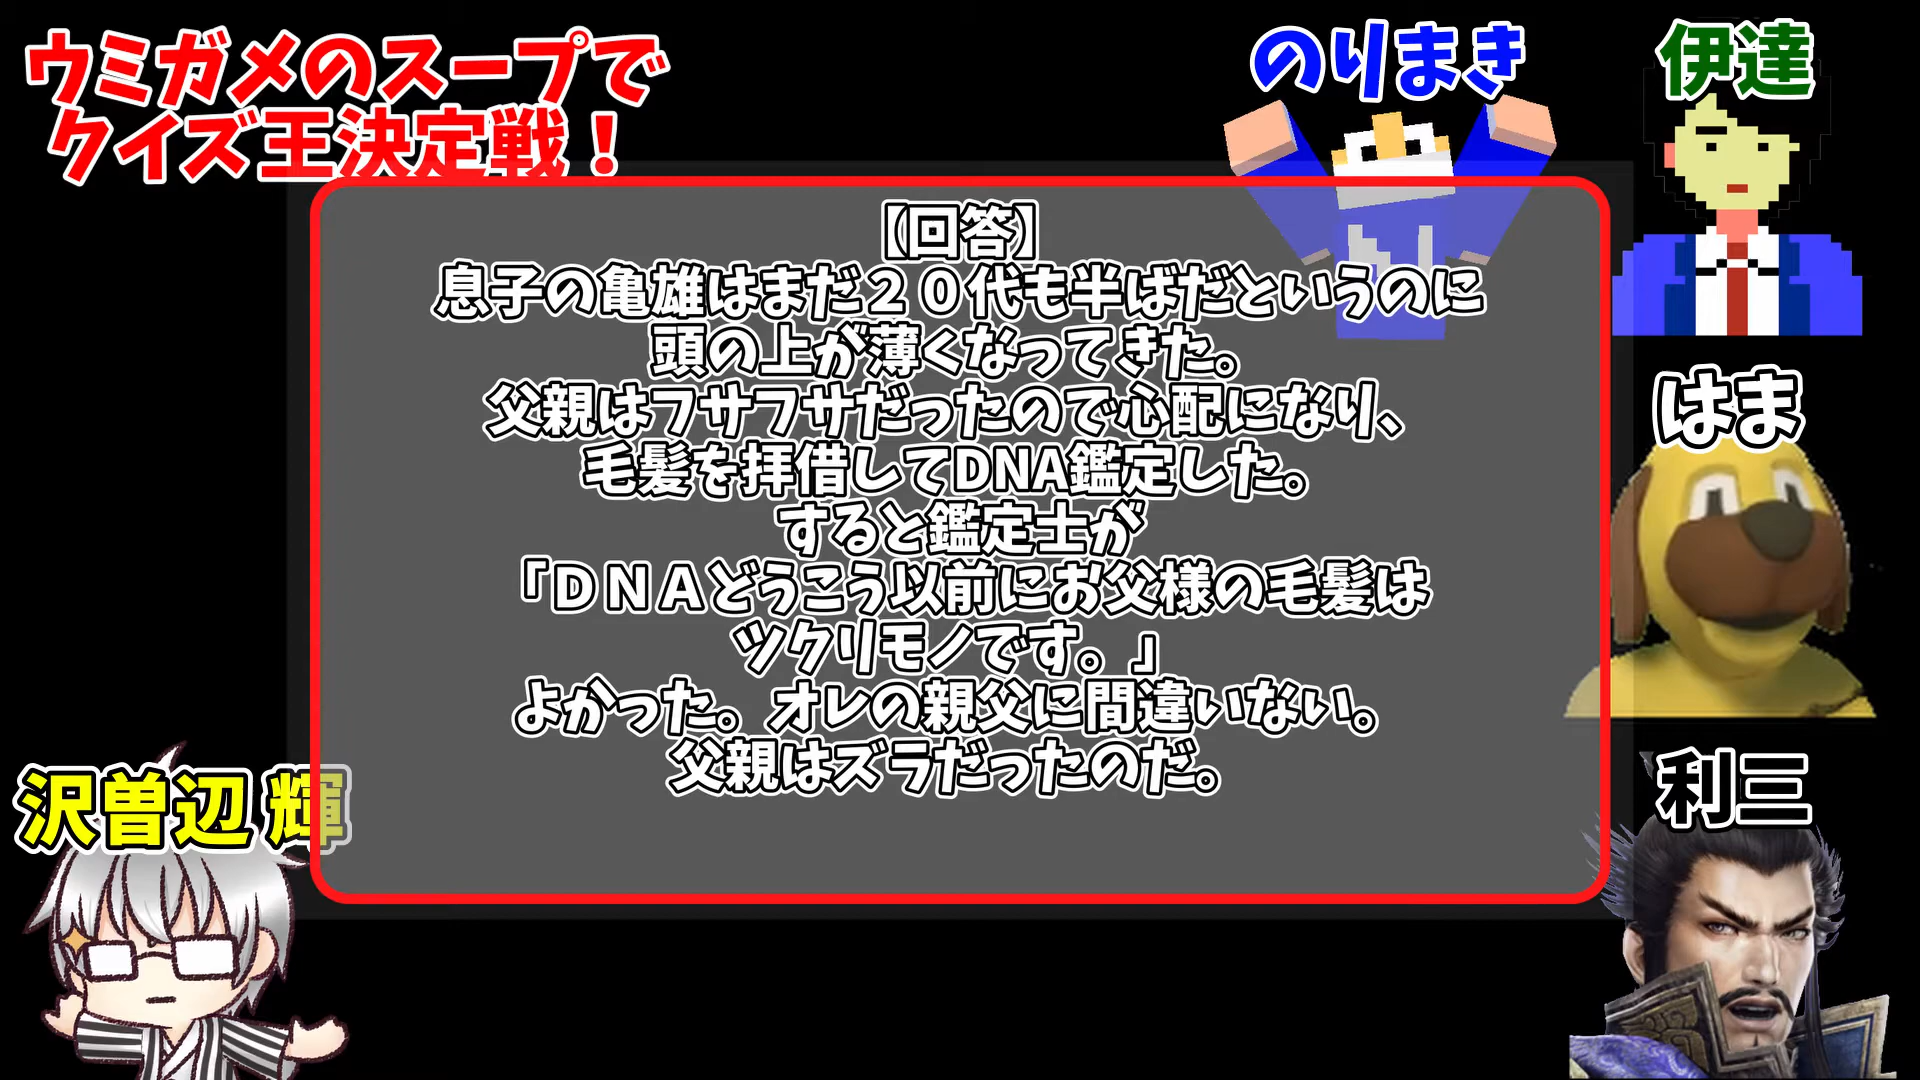 ウミガメのスープで
クイズ王決定戦！
のりまき
伊達
【回答】
息子の亀雄はまだ２０代も半ばだというのに
頭の上が薄くなってきた。
父親はフサフサだったので心配になり、
毛髪を拝借してDNA鑑定した。
すると鑑定士が
「ＤＮＡどうこう以前にお父様の毛髪は
ツクリモノです。」
よかった。オレの親父に間違いない。
父親はズラだったのだ。
はま
沢曽辺 輝
利三